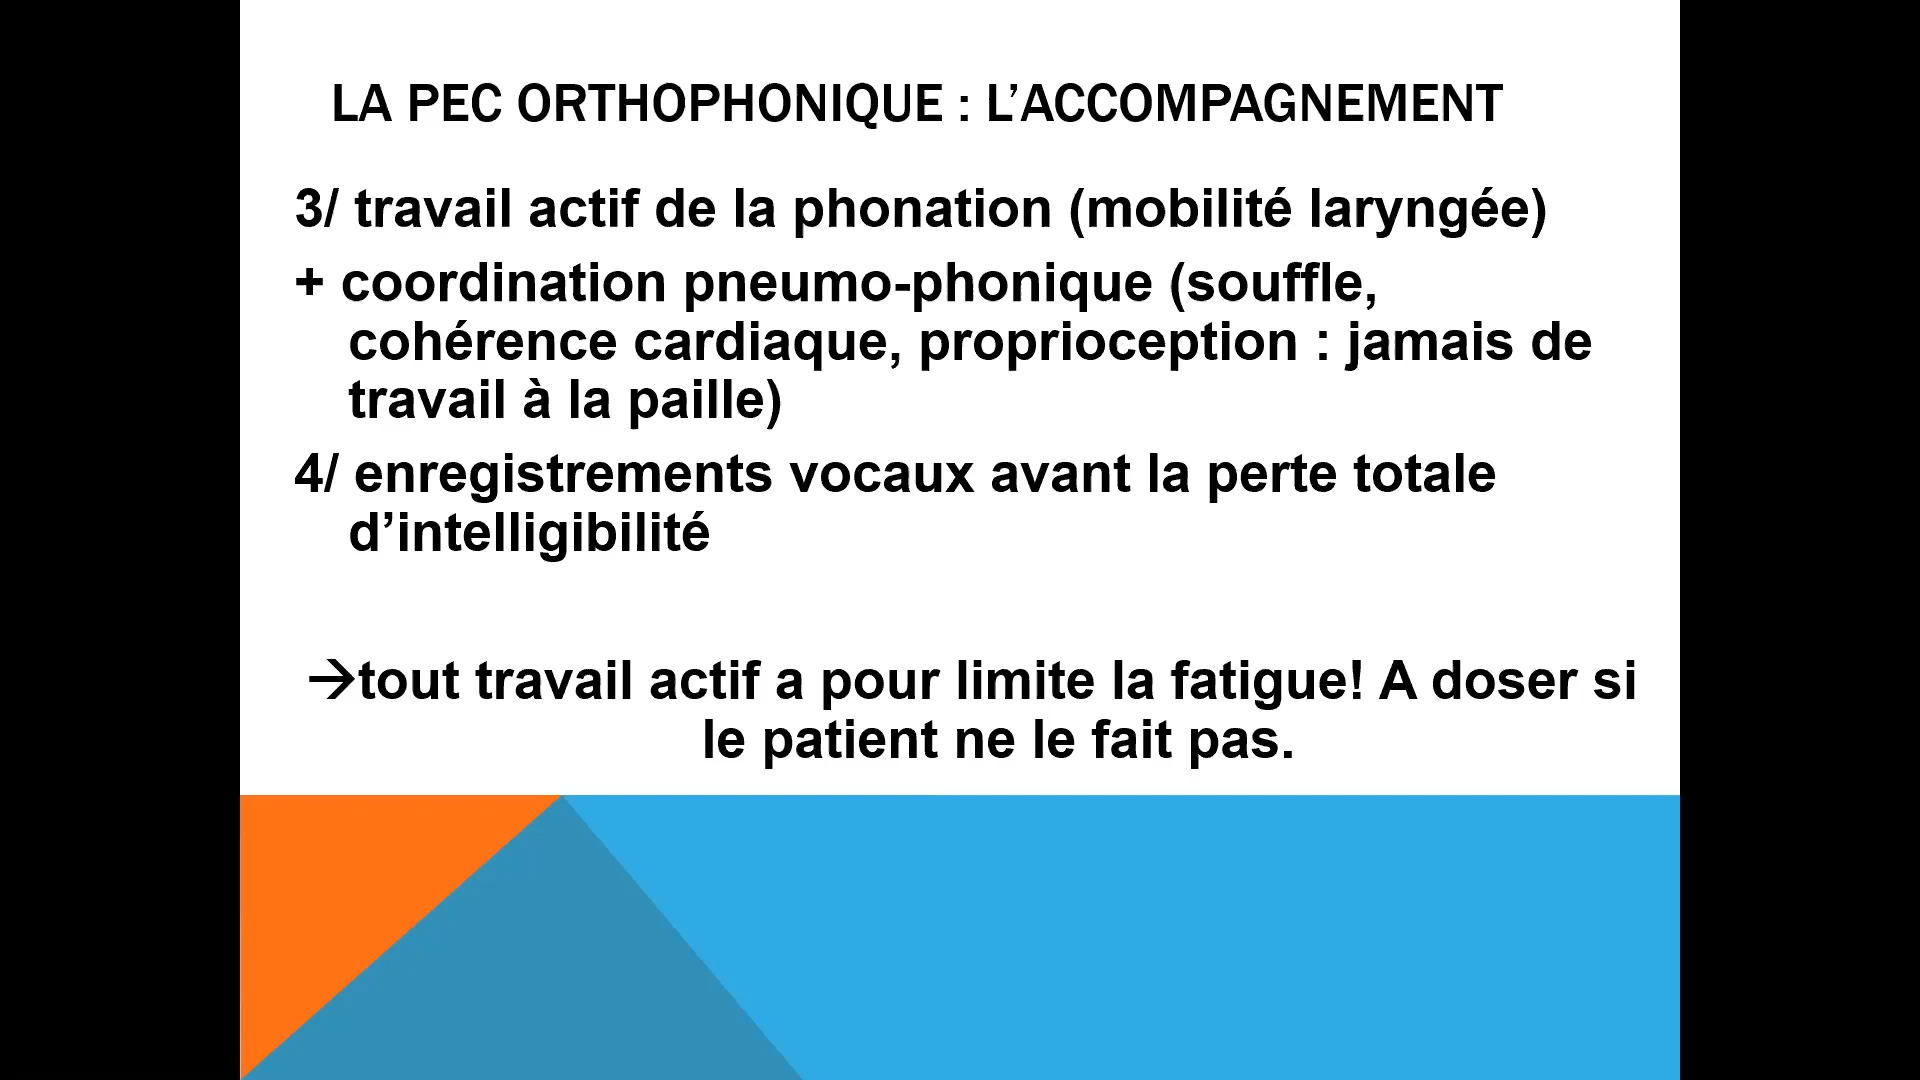 LA PEC ORTHOPHONIQUE : L’ACCOMPAGNEMENT
3/ travail actif de la phonation (mobilité laryngée)
+ coordination pneumo-phonique (souffle,
cohérence cardiaque, proprioception : jamais de
travail à la paille)
4/ enregistrements vocaux avant la perte totale
d’intelligibilité
→tout travail actif a pour limite la fatigue! A doser si
le patient ne le fait pas.